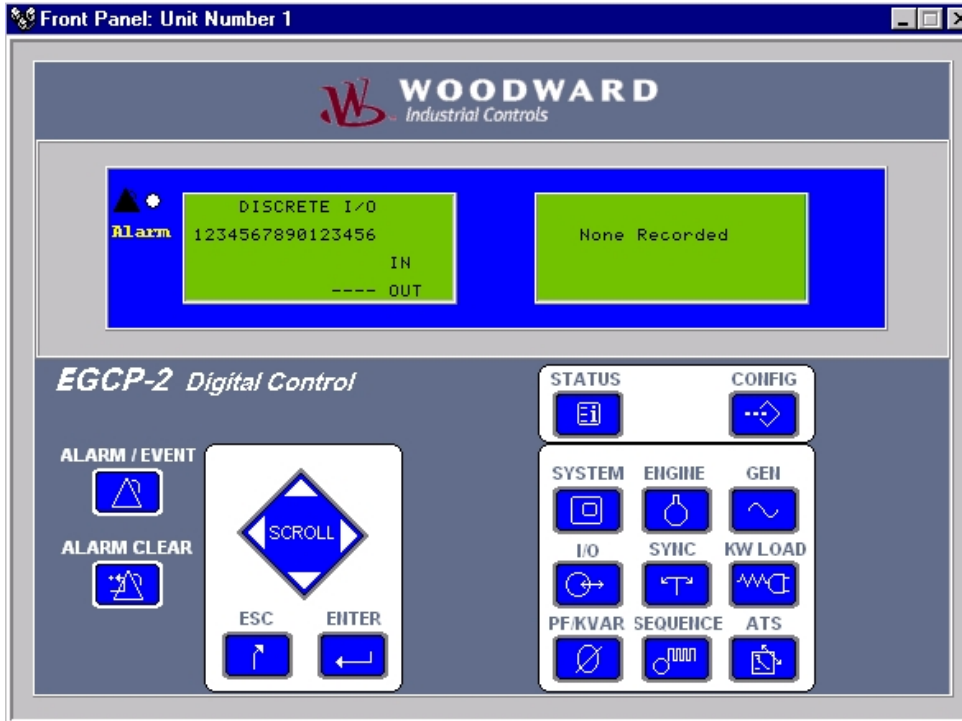 Front Panel: Unit Number 1
WOODWARD
Industrial Controls
Alarm
DISCRETE I/O
1234567890123456
IN
---- OUT
None Recorded
EGCP-2 Digital Control
STATUS
CONFIG
ALARM / EVENT
ALARM CLEAR
SCROLL
ESC
ENTER
SYSTEM
ENGINE
GEN
I/O
SYNC
KW LOAD
PF/KVAR
SEQUENCE
ATS